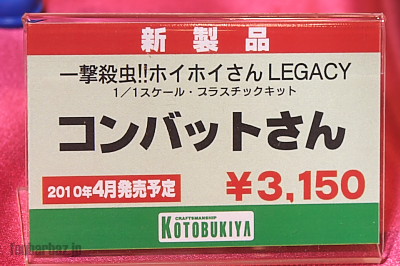 新製品
一撃殺虫!!ホイホイさん LEGACY
1/1スケール・プラスチックキット
コンバットさん
2010年4月発売予定
¥3,150
CRAFTSMANSHIP
KOTOBUKIYA